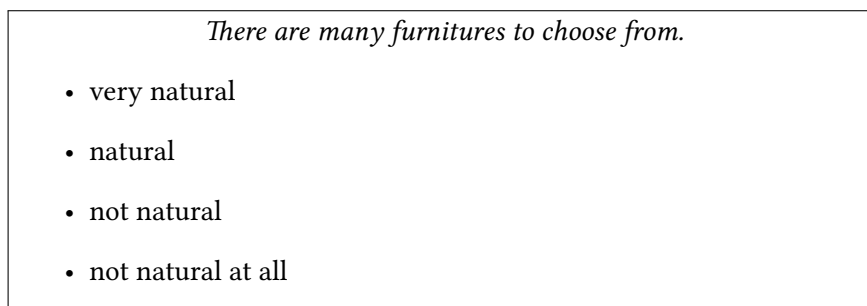 There are many furnitures to choose from.
• very natural
• natural
• not natural
• not natural at all